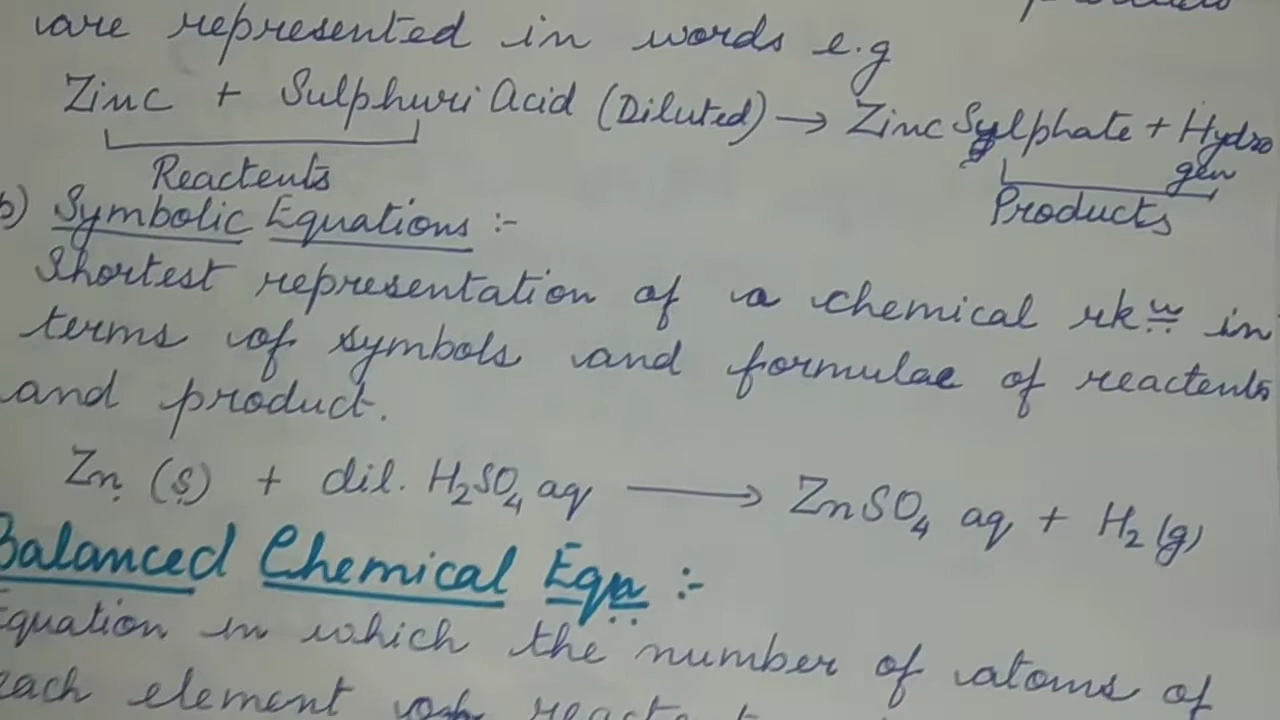 are represented in words e.g
Zinc + Sulphuri Acid (Diluted) → Zinc Sylphate + Hydro
gen
Reactents
Products
b) Symbolic Equations :-
Shortest representation of a chemical rkn in
terms of symbols and formulae of reactents
and product.
Zn (s) + dil. H₂SO₄ aq → ZnSO₄ aq + H₂ (g)
Balanced Chemical Eqn :-
Equation in which the number of atoms of
each element